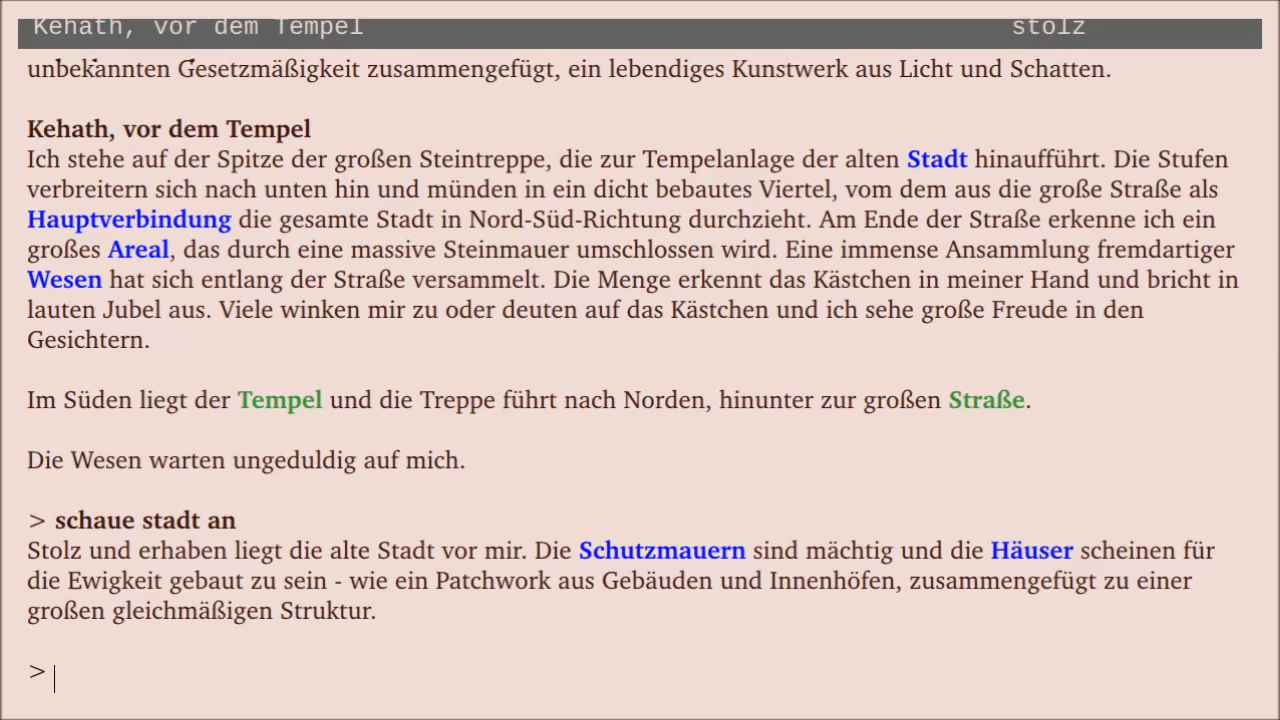 Kehath, vor dem Tempel stolz
unbekannten Gesetzmäßigkeit zusammengefügt, ein lebendiges Kunstwerk aus Licht und Schatten.
Kehath, vor dem Tempel
Ich stehe auf der Spitze der großen Steintreppe, die zur Tempelanlage der alten Stadt hinaufführt. Die Stufen
verbreitern sich nach unten hin und münden in ein dicht bebautes Viertel, vom dem aus die große Straße als
Hauptverbindung die gesamte Stadt in Nord-Süd-Richtung durchzieht. Am Ende der Straße erkenne ich ein
großes Areal, das durch eine massive Steinmauer umschlossen wird. Eine immense Ansammlung fremdartiger
Wesen hat sich entlang der Straße versammelt. Die Menge erkennt das Kästchen in meiner Hand und bricht in
lauten Jubel aus. Viele winken mir zu oder deuten auf das Kästchen und ich sehe große Freude in den
Gesichtern.
Im Süden liegt der Tempel und die Treppe führt nach Norden, hinunter zur großen Straße.
Die Wesen warten ungeduldig auf mich.
> schaue stadt an
Stolz und erhaben liegt die alte Stadt vor mir. Die Schutzmauern sind mächtig und die Häuser scheinen für
die Ewigkeit gebaut zu sein - wie ein Patchwork aus Gebäuden und Innenhöfen, zusammengefügt zu einer
großen gleichmäßigen Struktur.
>